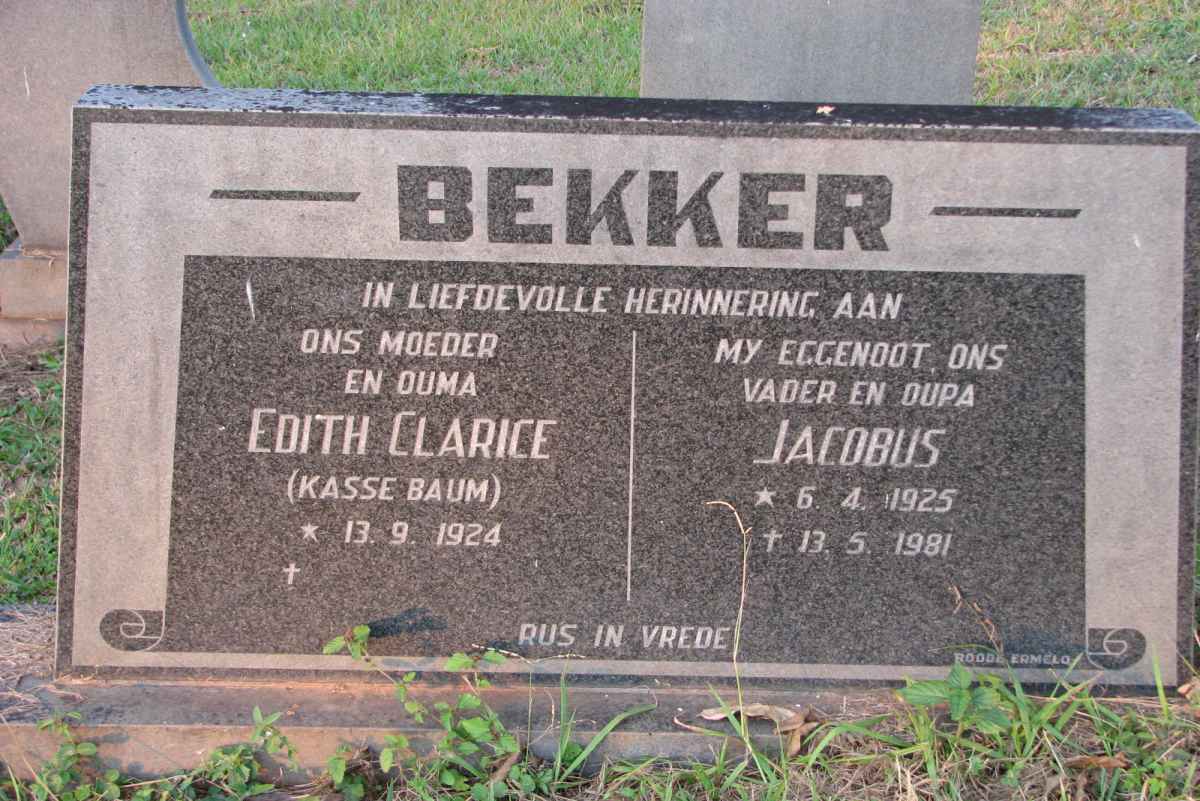 BEKKER
IN LIEFDEVOLLE HERINNERING AAN
ONS MOEDER
EN OUMA
EDITH CLARICE
(KASSE BAUM)
★ 13. 9. 1924
✝
MY EGGENOOT, ONS
VADER EN OUPA
JACOBUS
★ 6. 4. 1925
✝ 13. 5. 1981
RUS IN VREDE
ERMELO